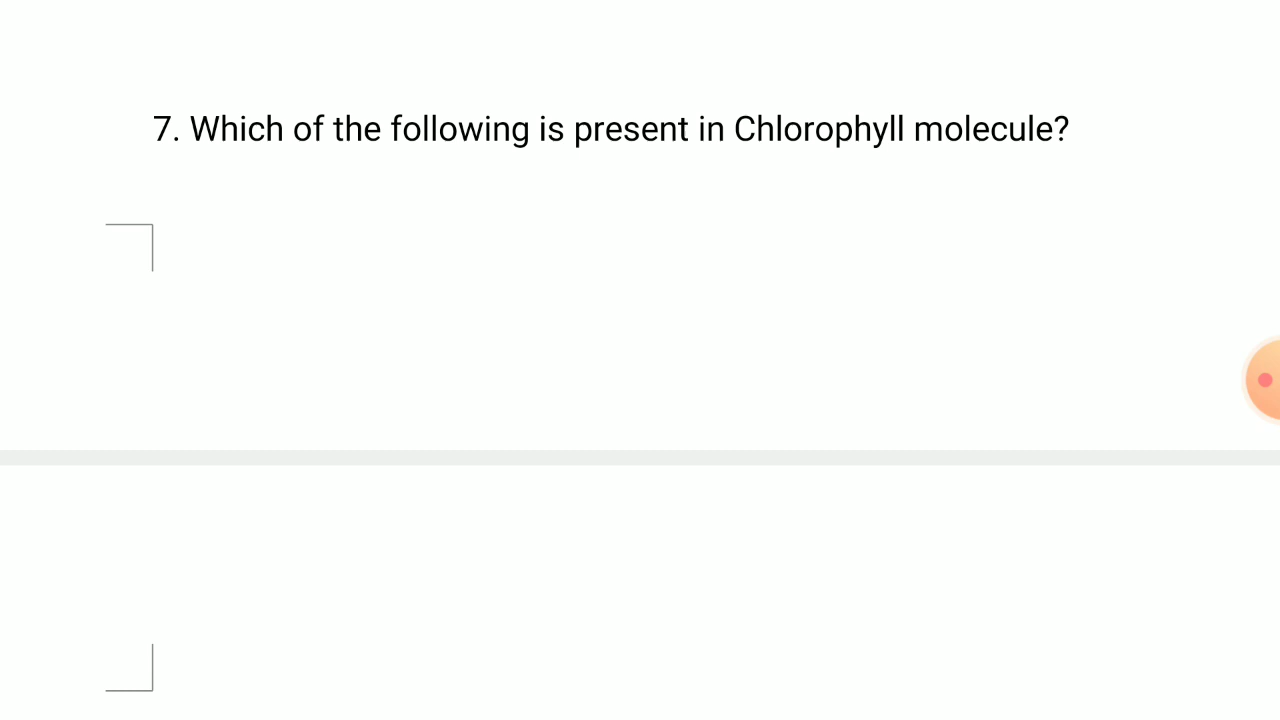 7. Which of the following is present in Chlorophyll molecule?